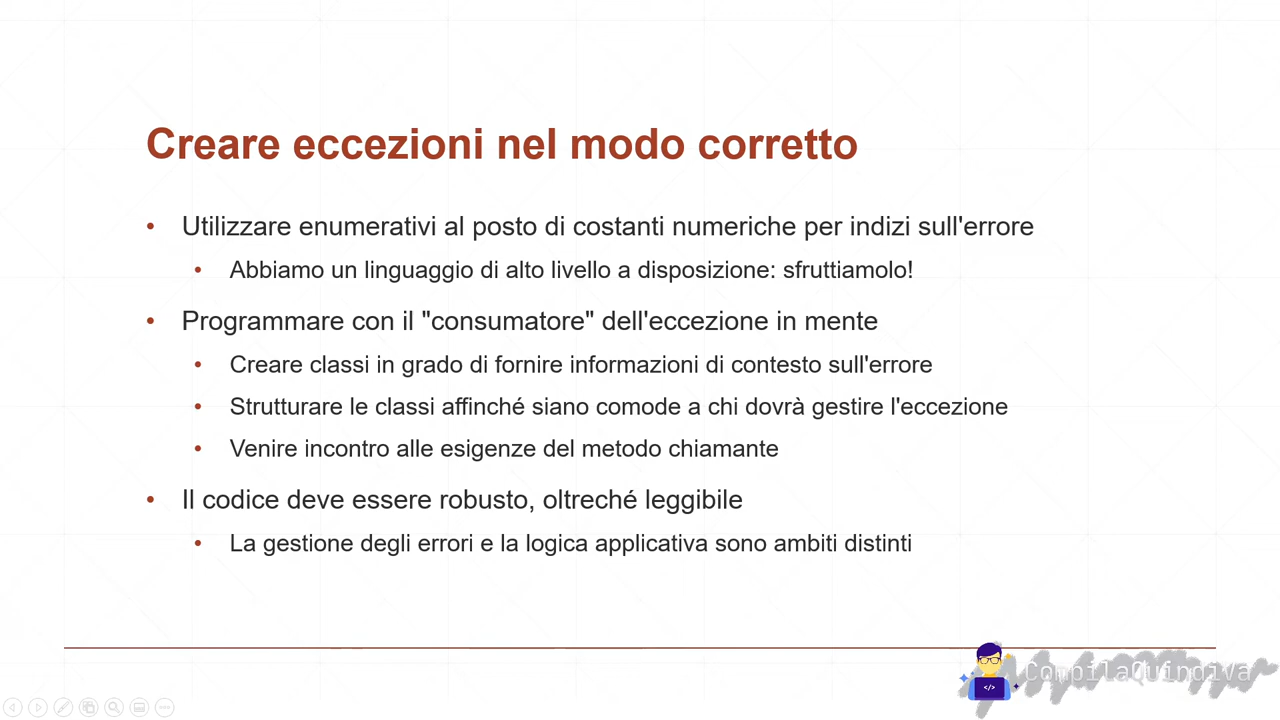 Creare eccezioni nel modo corretto
• Utilizzare enumerativi al posto di costanti numeriche per indizi sull'errore
• Abbiamo un linguaggio di alto livello a disposizione: sfruttiamolo!
• Programmare con il "consumatore" dell'eccezione in mente
• Creare classi in grado di fornire informazioni di contesto sull'errore
• Strutturare le classi affinché siano comode a chi dovrà gestire l'eccezione
• Venire incontro alle esigenze del metodo chiamante
• Il codice deve essere robusto, oltreché leggibile
• La gestione degli errori e la logica applicativa sono ambiti distinti
</> CompilaQuindiva